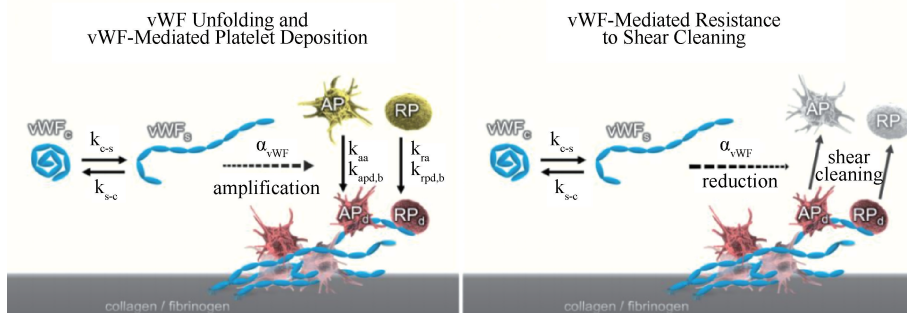 vWF Unfolding and
vWF-Mediated Platelet Deposition
vWFc
kc-s
ks-c
vWFs
αvWF
amplification
AP
RP
kaa
kapd,b
kra
krpd,b
APd
RPd
collagen / fibrinogen
vWF-Mediated Resistance
to Shear Cleaning
vWFc
kc-s
ks-c
vWFs
αvWF
reduction
AP
RP
shear
cleaning
APd
RPd
collagen / fibrinogen